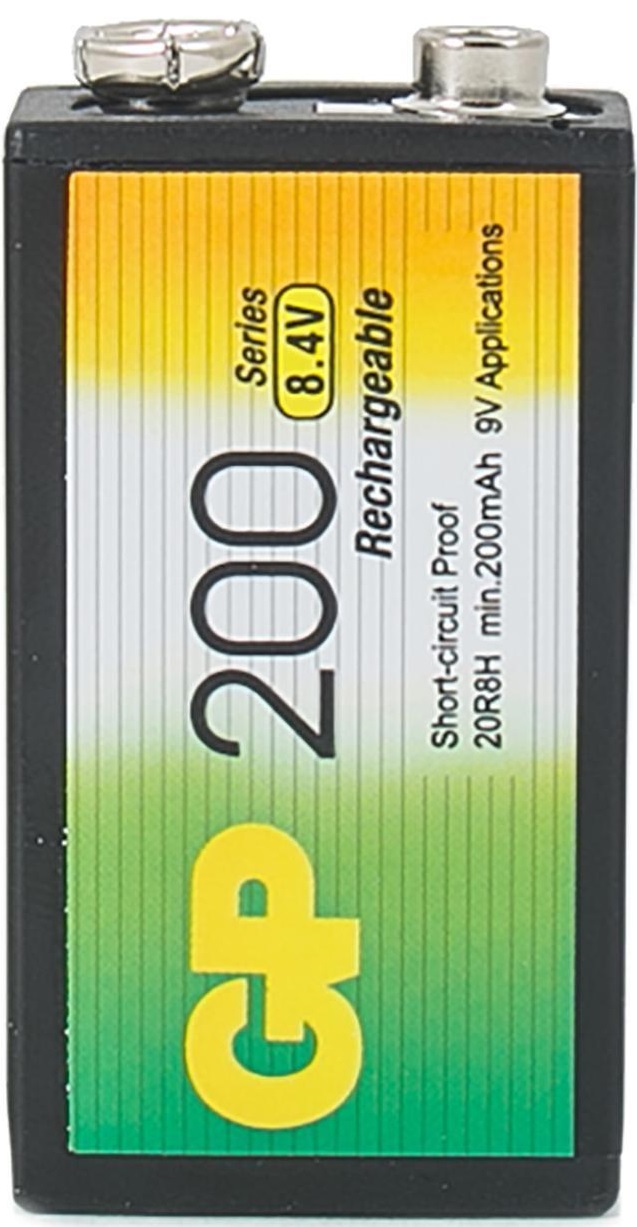 GP 200
Series
8.4V
Rechargeable
Short-circuit Proof
20R8H min.200mAh 9V Applications